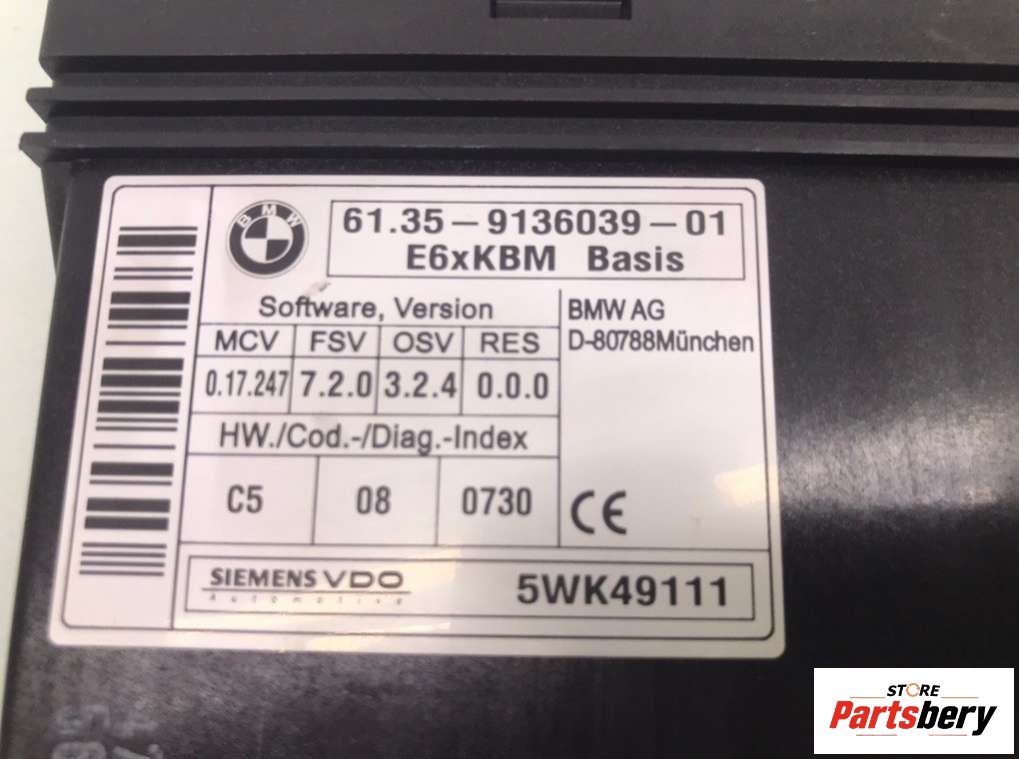 BMW
61.35-9136039-01
E6xKBM Basis
Software, Version
MCV FSV OSV RES
0.17.247 7.2.0 3.2.4 0.0.0
HW./Cod.-/Diag.-Index
C5 08 0730
BMW AG
D-80788München
CE
SIEMENS VDO
Automotive
5WK49111
STORE
Partsbery